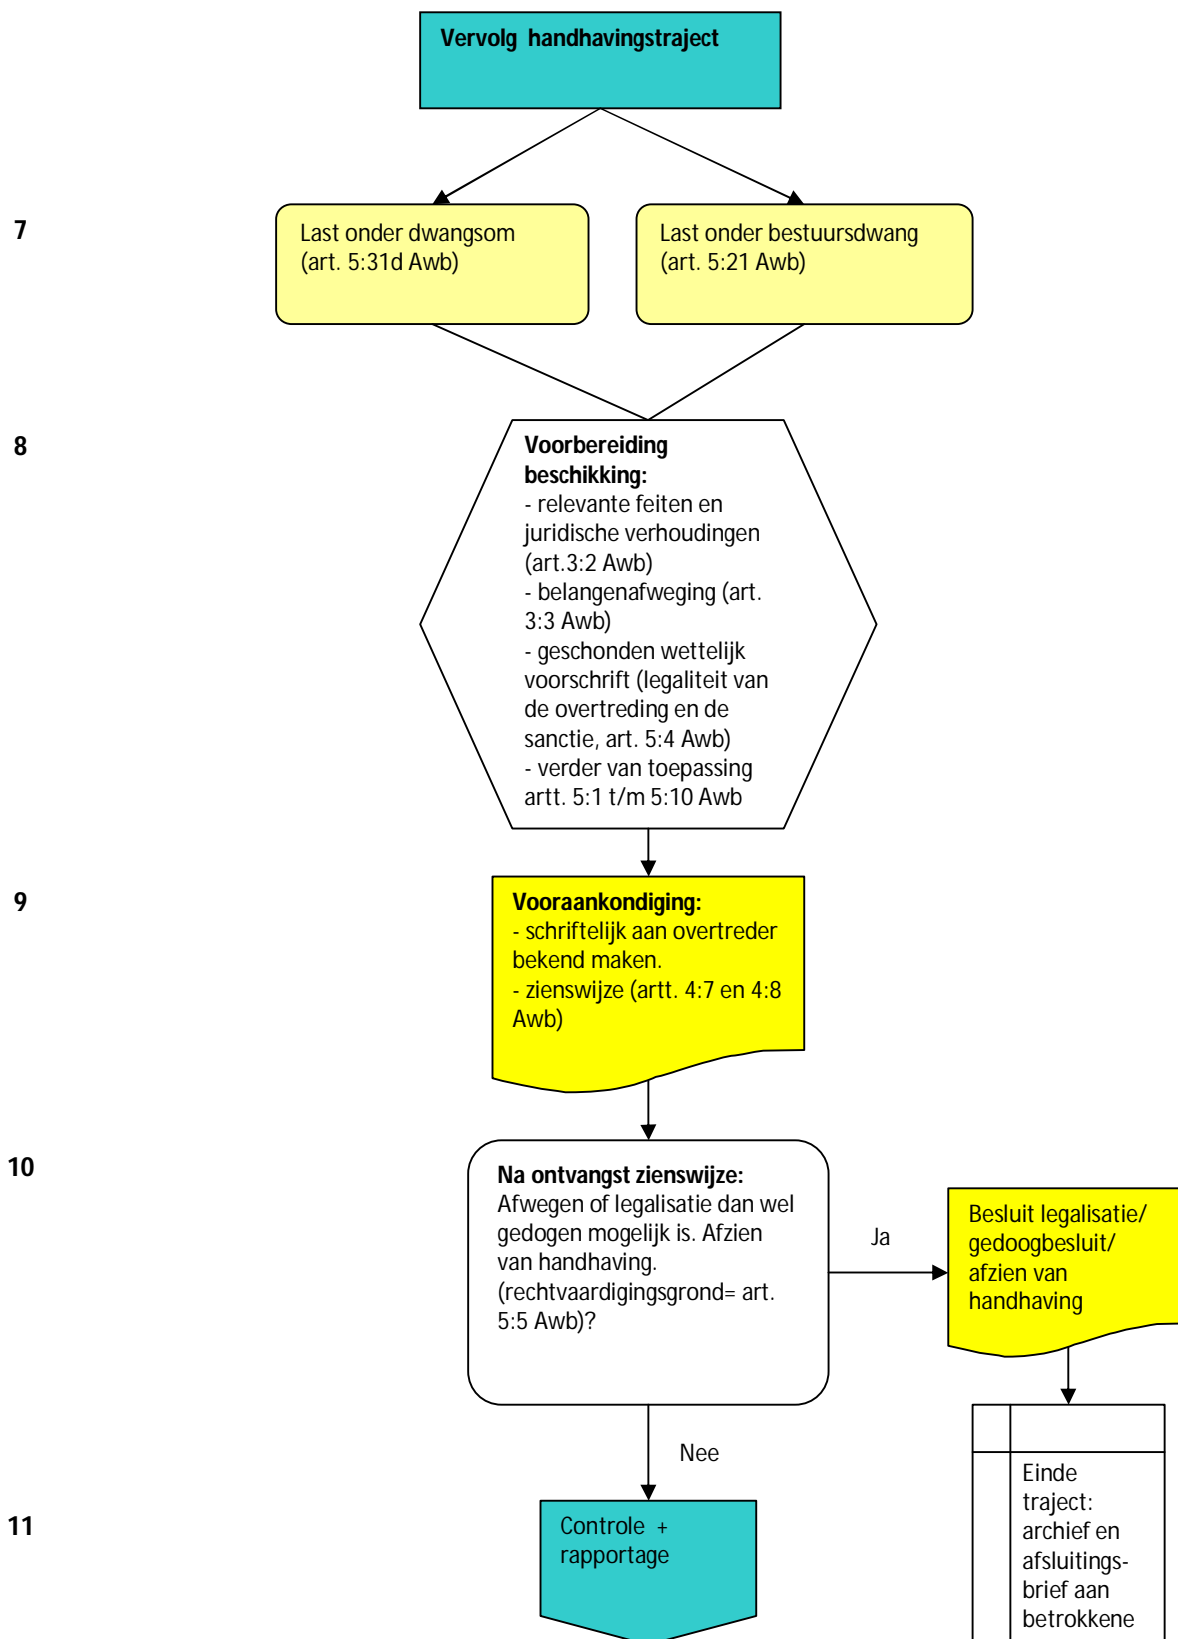 Vervolg handhavingstraject
7
Last onder dwangsom
(art. 5:31d Awb)
Last onder bestuursdwang
(art. 5:21 Awb)
8
Voorbereiding
beschikking:
- relevante feiten en
juridische verhoudingen
(art.3:2 Awb)
- belangenafweging (art.
3:3 Awb)
- geschonden wettelijk
voorschrift (legaliteit van
de overtreding en de
sanctie, art. 5:4 Awb)
- verder van toepassing
artt. 5:1 t/m 5:10 Awb
9
Vooraankondiging:
- schriftelijk aan overtreder
bekend maken.
- zienswijze (artt. 4:7 en 4:8
Awb)
10
Na ontvangst zienswijze:
Afwegen of legalisatie dan wel
gedogen mogelijk is. Afzien
van handhaving.
(rechtvaardigingsgrond= art.
5:5 Awb)?
Ja
Besluit legalisatie/
gedoogbesluit/
afzien van
handhaving
Nee
11
Controle +
rapportage
Einde
traject:
archief en
afsluitings-
brief aan
betrokkene